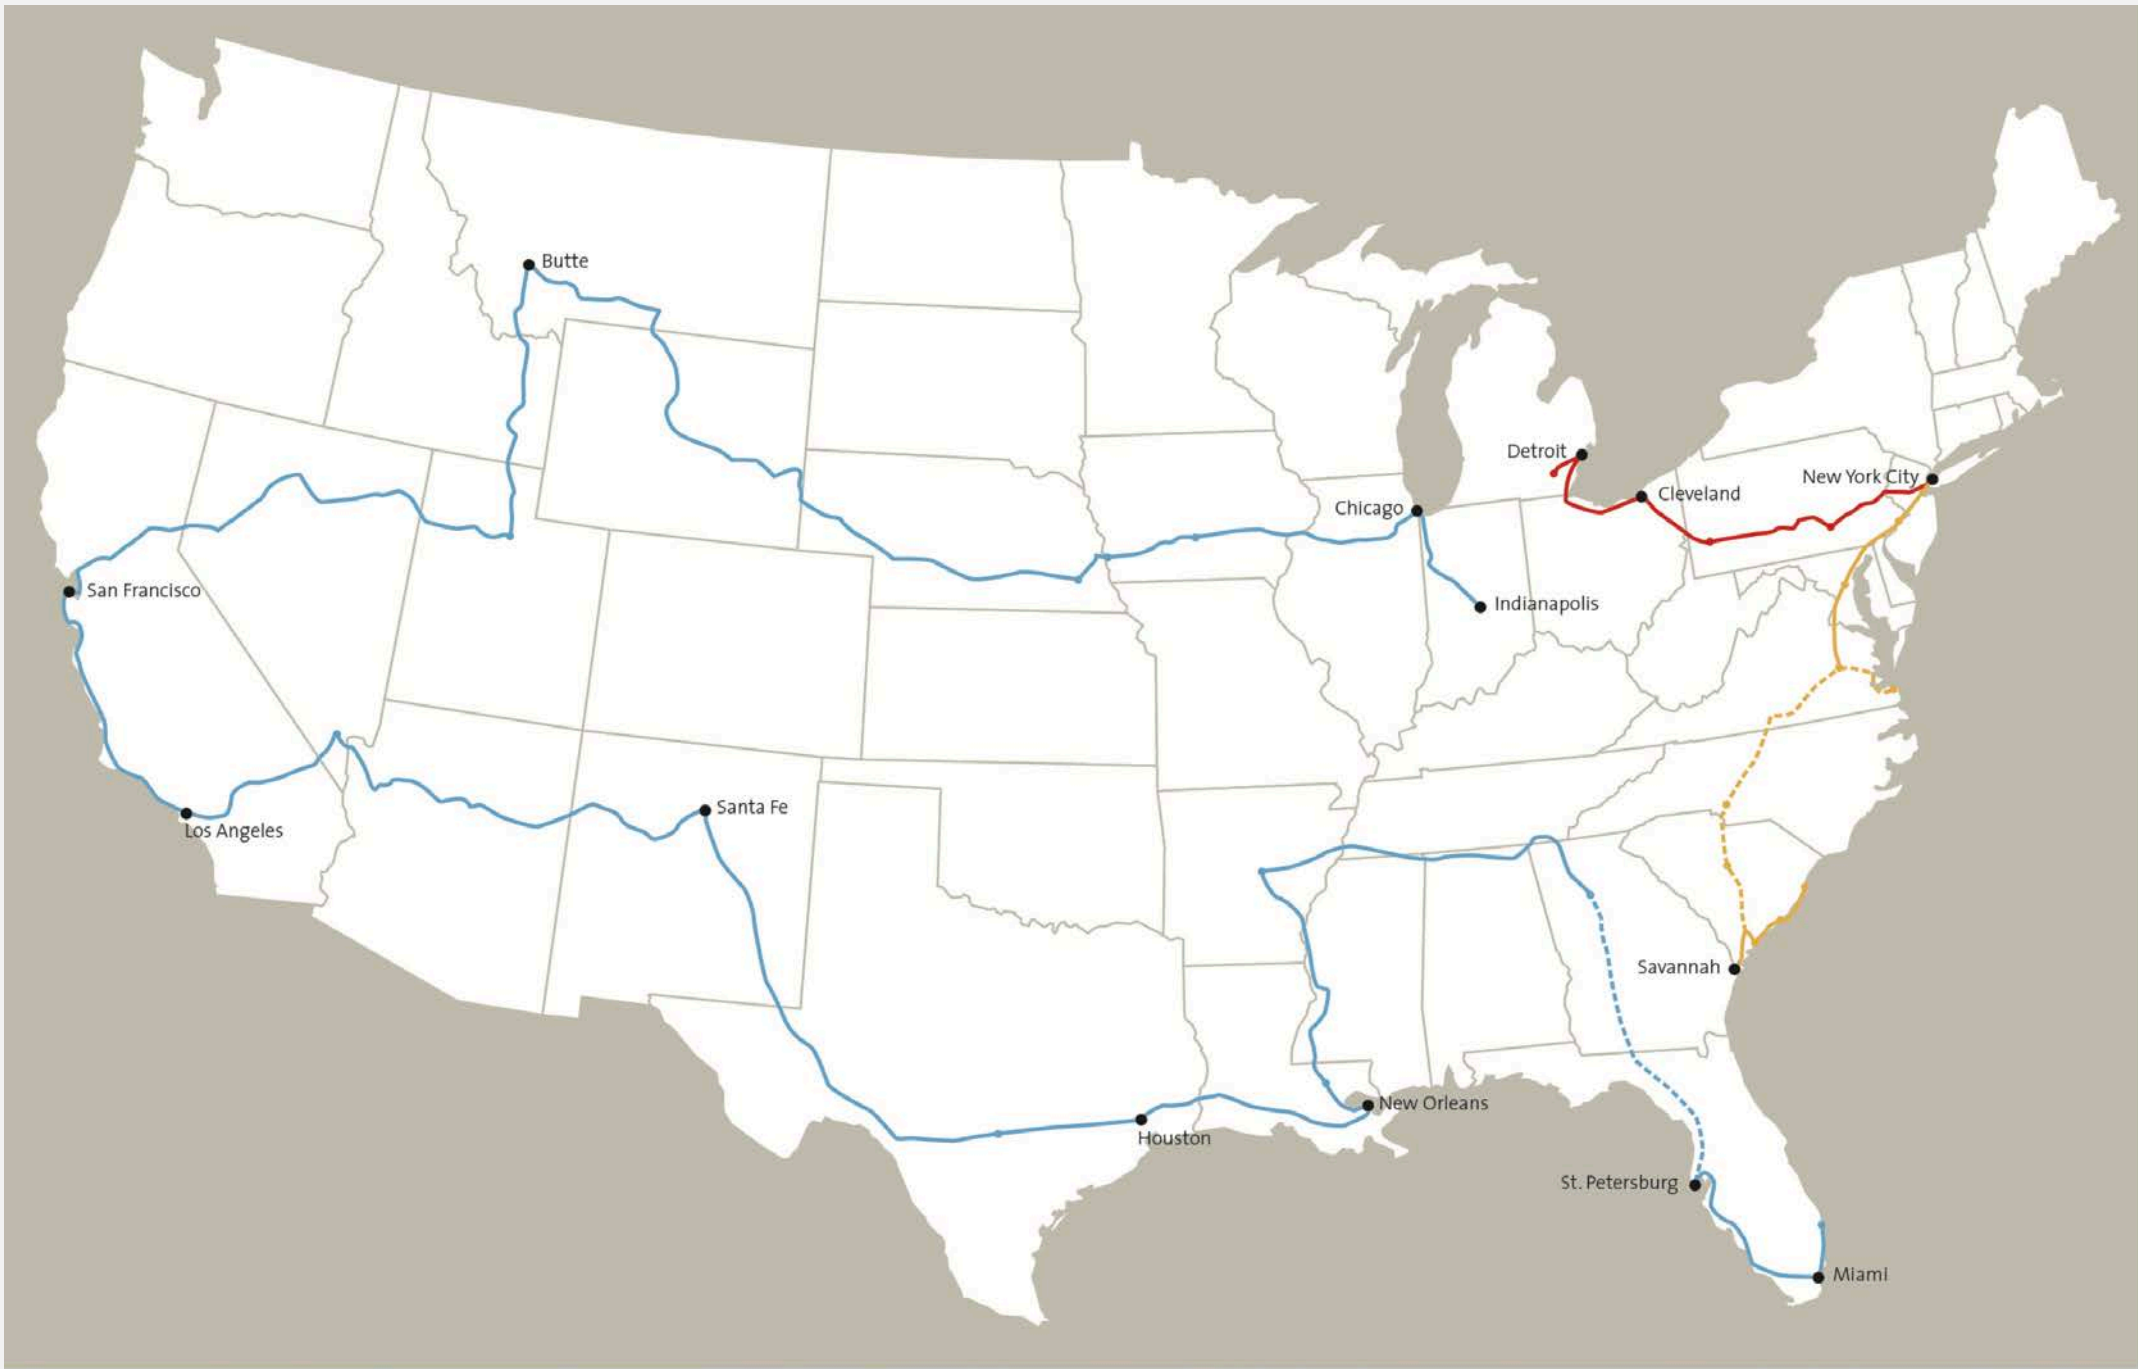 Butte
Detroit
New York City
Cleveland
Chicago
San Francisco
Indianapolis
Santa Fe
Los Angeles
Savannah
New Orleans
Houston
St. Petersburg
Miami